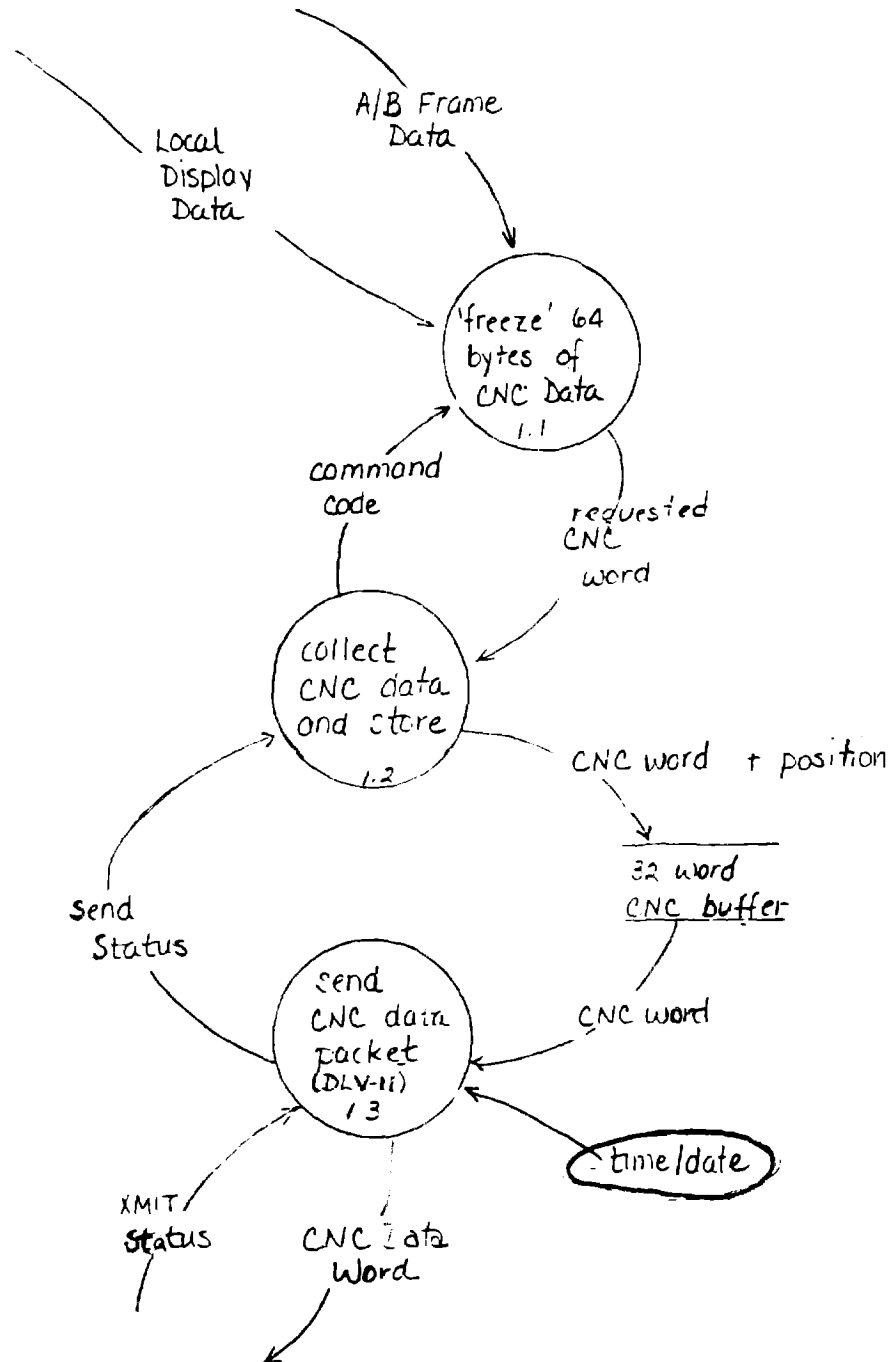 A/B Frame
Data
Local
Display
Data
'freeze' 64
bytes of
CNC Data
1.1
command
code
requested
CNC
word
collect
CNC data
and store
1.2
CNC word + position
32 word
CNC buffer
Send
Status
send
CNC data
packet
(DLV-11)
1.3
CNC word
time/date
XMIT
Status
CNC Data
Word